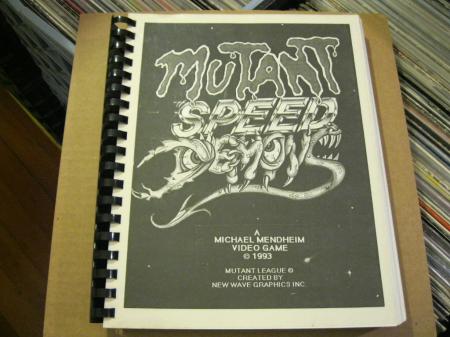 MUTANT
SPEED
DEMONS
A
MICHAEL MENDHEIM
VIDEO GAME
© 1993
MUTANT LEAGUE ©
CREATED BY
NEW WAVE GRAPHICS INC.